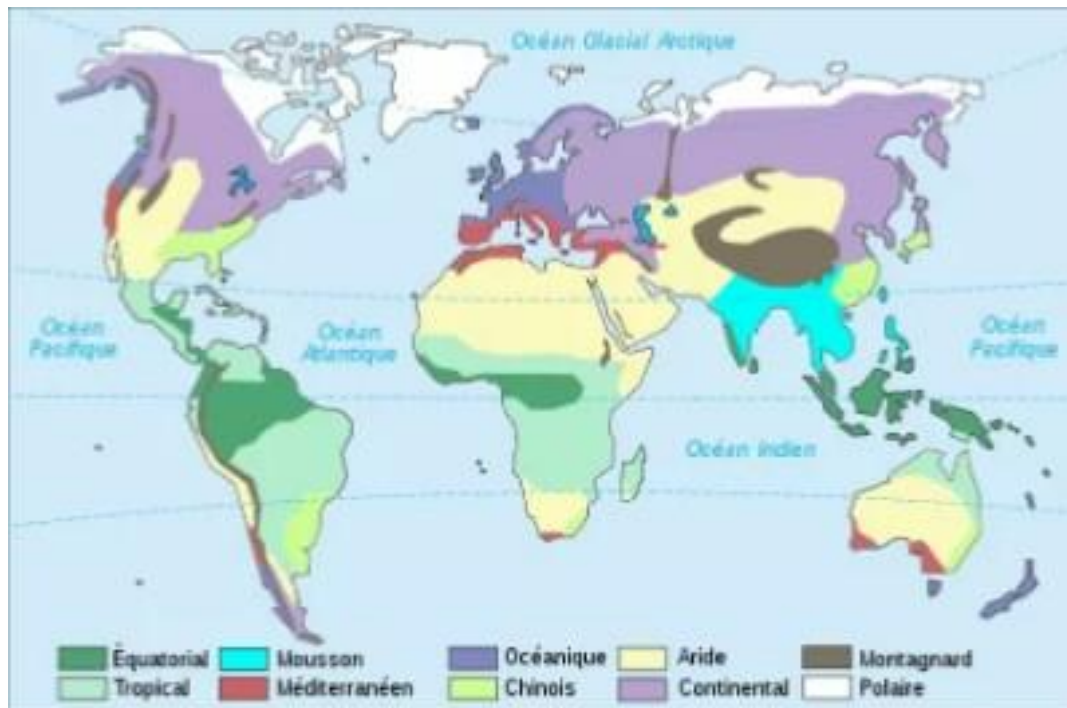 Océan Glacial Arctique
Océan
Pacifique
Océan
Atlantique
Océan
Pacifique
Océan Indien
Équatorial
Mousson
Océanique
Aride
Montagnard
Tropical
Méditerranéen
Chinois
Continental
Polaire